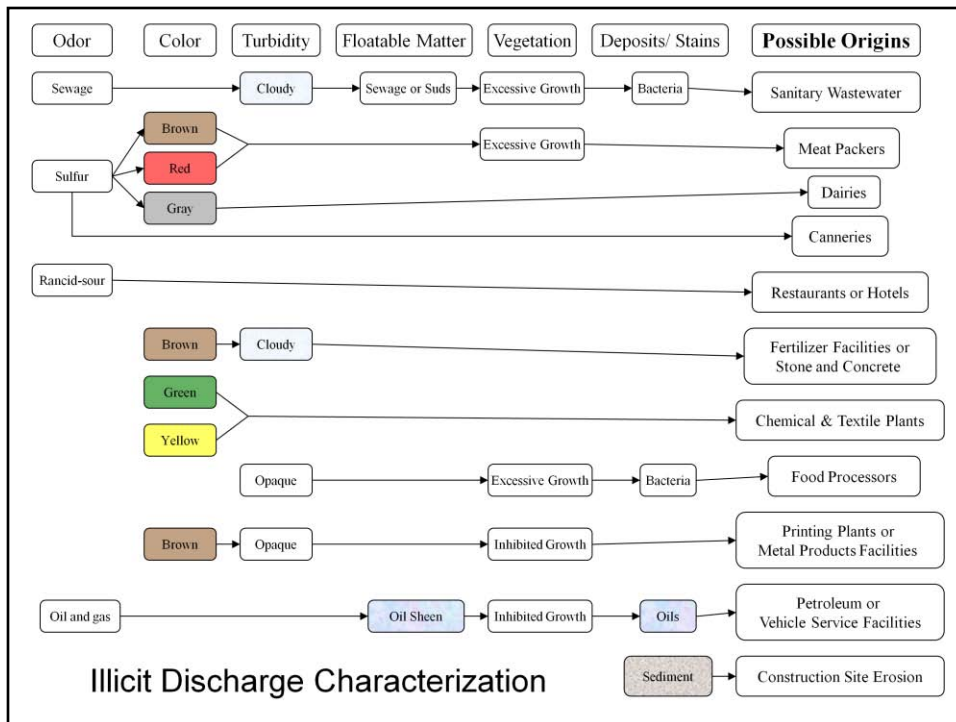 Odor Color Turbidity Floatable Matter Vegetation Deposits/ Stains Possible Origins
Sewage Cloudy Sewage or Suds Excessive Growth Bacteria Sanitary Wastewater
Brown
Excessive Growth Meat Packers
Red
Sulfur
Gray Dairies
Canneries
Rancid-sour Restaurants or Hotels
Brown Cloudy Fertilizer Facilities or
Stone and Concrete
Green
Chemical & Textile Plants
Yellow
Opaque Excessive Growth Bacteria Food Processors
Brown Opaque Inhibited Growth Printing Plants or
Metal Products Facilities
Oil and gas Oil Sheen Inhibited Growth Oils Petroleum or
Vehicle Service Facilities
Illicit Discharge Characterization
Sediment Construction Site Erosion